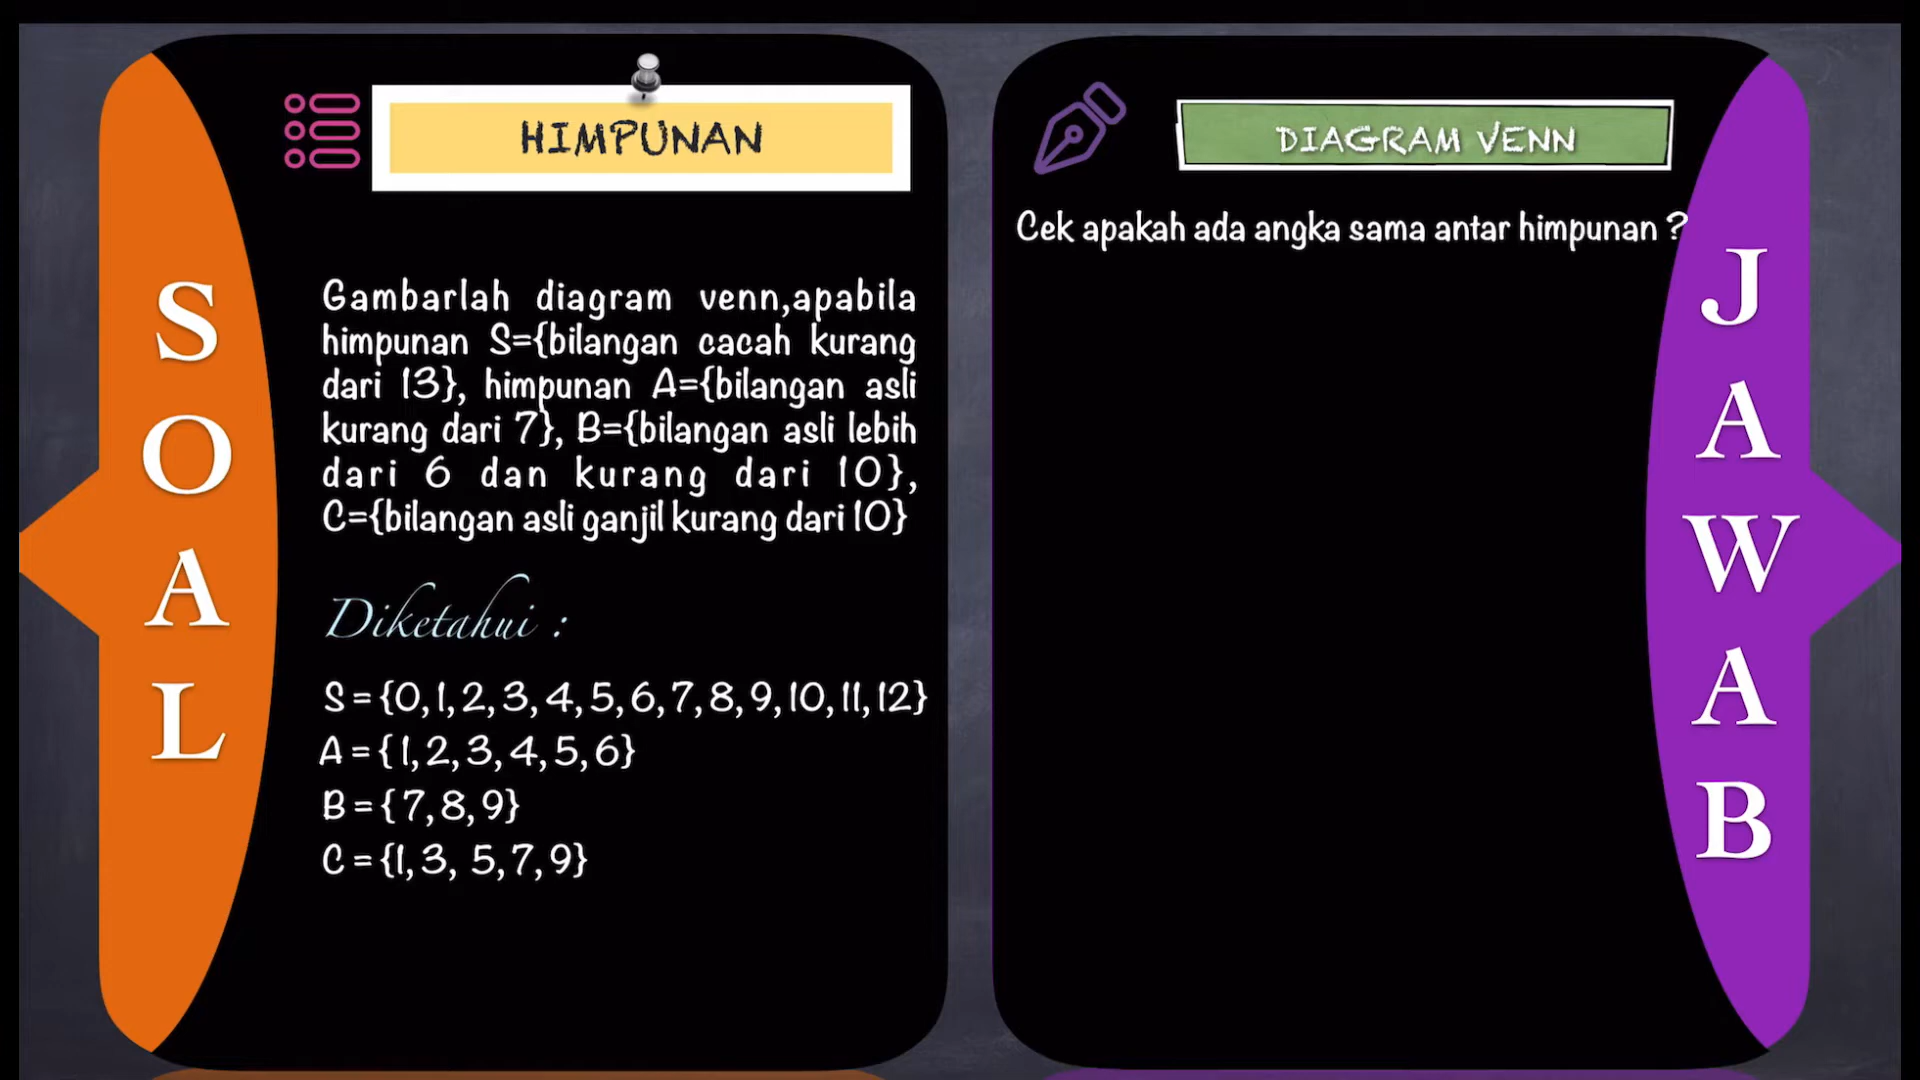 SOAL
HIMPUNAN
Gambarlah diagram venn,apabila
himpunan S={bilangan cacah kurang
dari 13}, himpunan A={bilangan asli
kurang dari 7}, B={bilangan asli lebih
dari 6 dan kurang dari 10},
C={bilangan asli ganjil kurang dari 10}
Diketahui :
S = {0, 1, 2, 3, 4, 5, 6, 7, 8, 9, 10, 11, 12}
A = { 1, 2, 3, 4, 5, 6}
B = { 7, 8, 9}
C = {1, 3, 5, 7, 9}
DIAGRAM VENN
Cek apakah ada angka sama antar himpunan ?
JAWAB